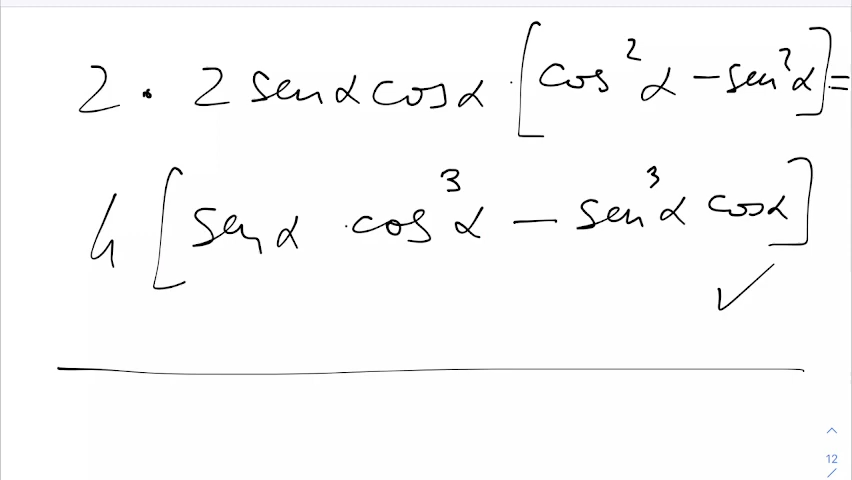 2 · 2 sen α cos α · [cos² α − sen² α] =
4 [sen α · cos³ α − sen³ α cos α] ✓
12